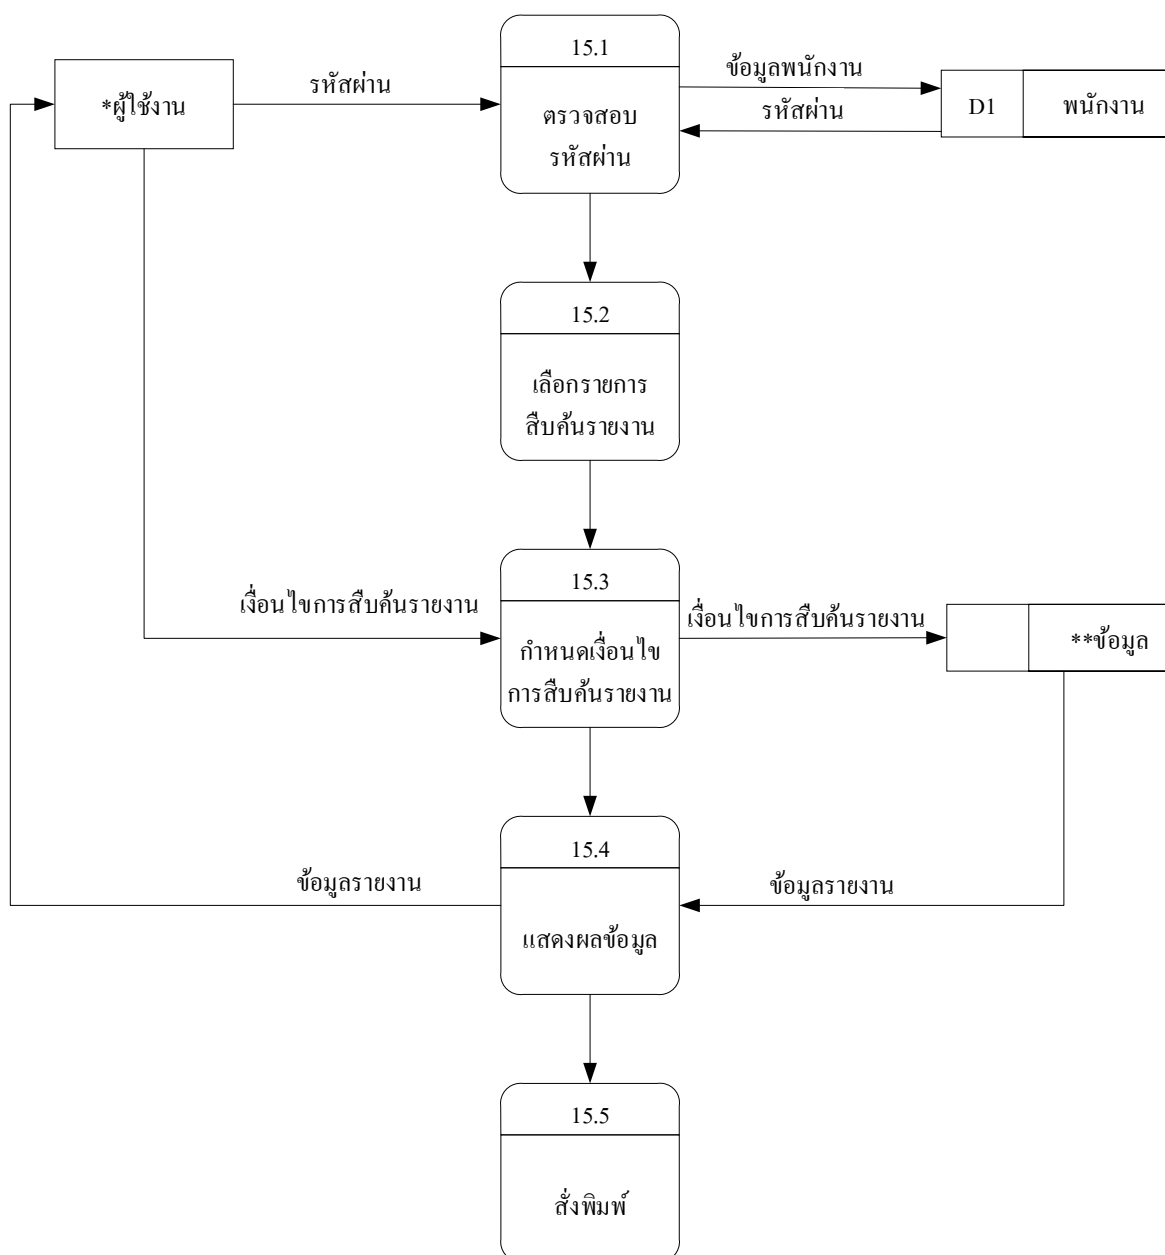 15.1
*ผู้ใช้งาน
รหัสผ่าน
ตรวจสอบ
รหัสผ่าน
ข้อมูลพนักงาน
รหัสผ่าน
D1
พนักงาน
15.2
เลือกรายการ
สืบค้นรายงาน
15.3
เงื่อนไขการสืบค้นรายงาน
กำหนดเงื่อนไข
การสืบค้นรายงาน
เงื่อนไขการสืบค้นรายงาน
**ข้อมูล
15.4
ข้อมูลรายงาน
แสดงผลข้อมูล
ข้อมูลรายงาน
15.5
สั่งพิมพ์